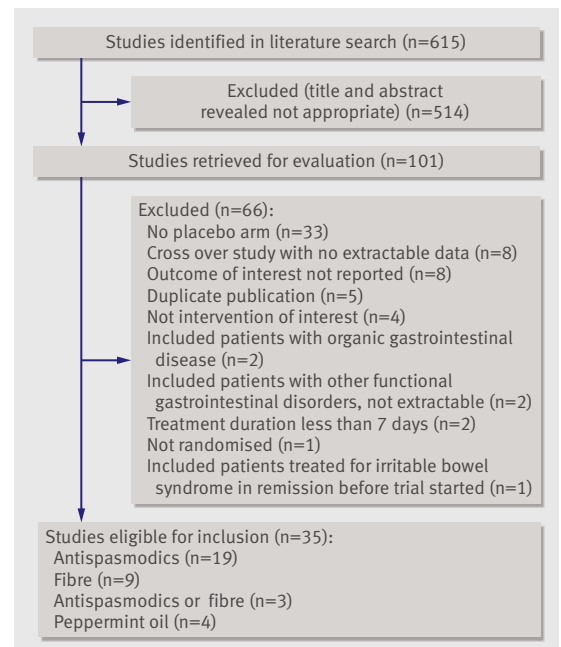 Studies identified in literature search (n=615)
Excluded (title and abstract
revealed not appropriate) (n=514)
Studies retrieved for evaluation (n=101)
Excluded (n=66):
No placebo arm (n=33)
Cross over study with no extractable data (n=8)
Outcome of interest not reported (n=8)
Duplicate publication (n=5)
Not intervention of interest (n=4)
Included patients with organic gastrointestinal
disease (n=2)
Included patients with other functional
gastrointestinal disorders, not extractable (n=2)
Treatment duration less than 7 days (n=2)
Not randomised (n=1)
Included patients treated for irritable bowel
syndrome in remission before trial started (n=1)
Studies eligible for inclusion (n=35):
Antispasmodics (n=19)
Fibre (n=9)
Antispasmodics or fibre (n=3)
Peppermint oil (n=4)